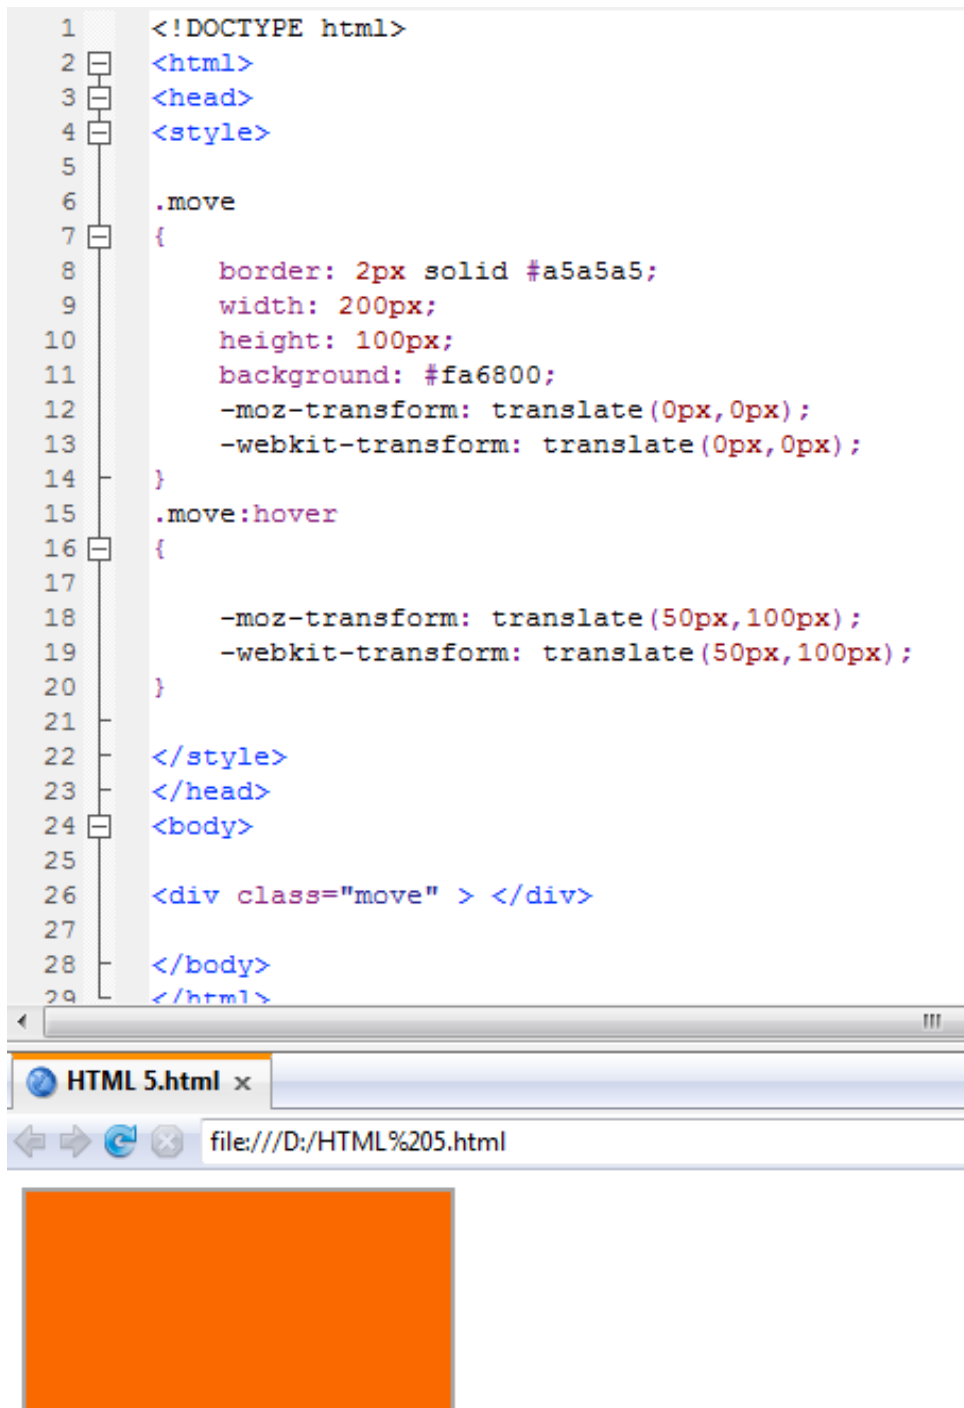 1 <!DOCTYPE html>
2 <html>
3 <head>
4 <style>
5
6 .move
7 {
8 border: 2px solid #a5a5a5;
9 width: 200px;
10 height: 100px;
11 background: #fa6800;
12 -moz-transform: translate(0px,0px);
13 -webkit-transform: translate(0px,0px);
14 }
15 .move:hover
16 {
17
18 -moz-transform: translate(50px,100px);
19 -webkit-transform: translate(50px,100px);
20 }
21
22 </style>
23 </head>
24 <body>
25
26 <div class="move" > </div>
27
28 </body>
29 </html>
HTML 5.html ×
file:///D:/HTML%205.html